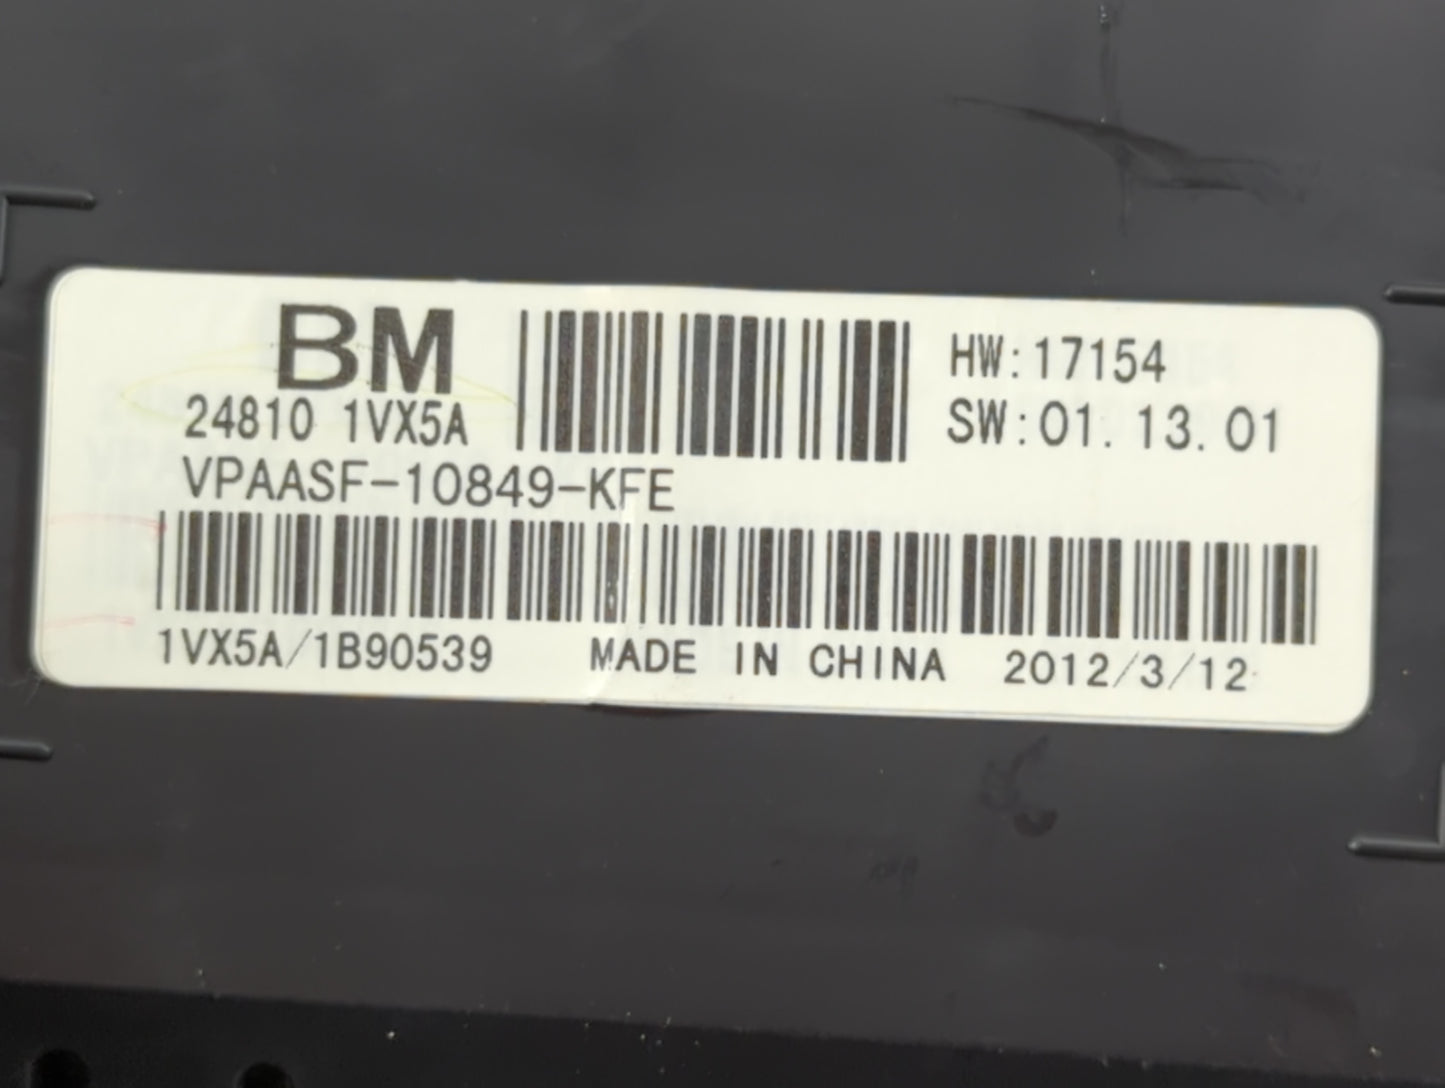 BM
24810 1VX5A
HW:17154
SW:01.13.01
VPAASF-10849-KFE
1VX5A/1B90539 MADE IN CHINA 2012/3/12